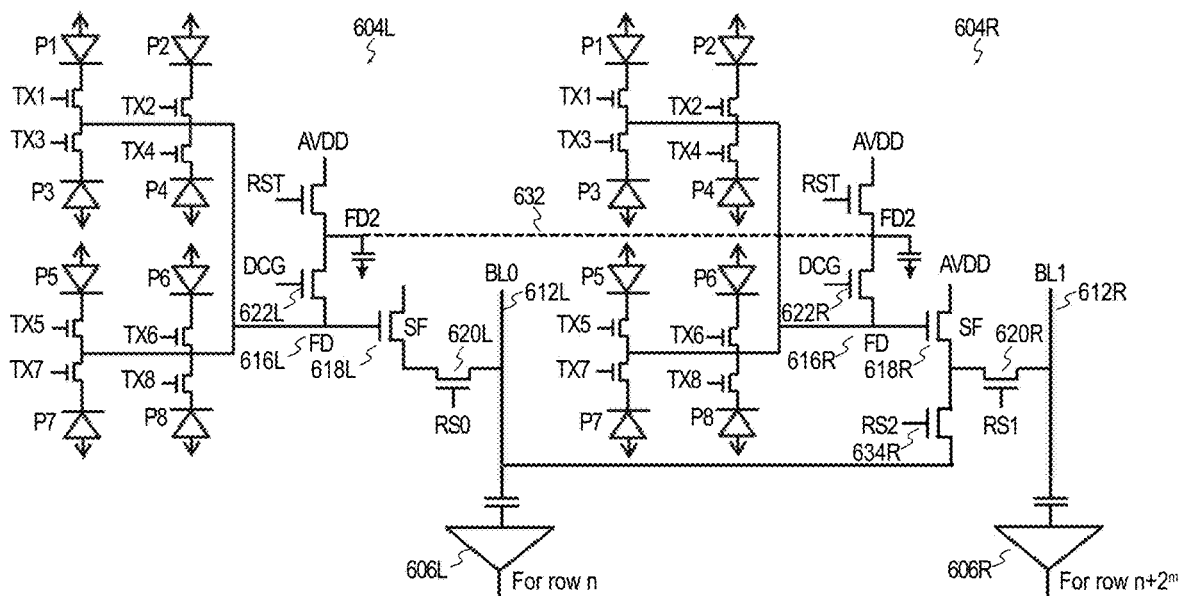 604L
604R
P1
P2
P1
P2
TX1
TX2
TX1
TX2
TX3
TX4
TX3
TX4
AVDD
AVDD
P3
P4
RST
P3
P4
RST
FD2
632
FD2
P5
P6
DCG
BL0
P5
P6
DCG
AVDD
BL1
612L
612R
622L
622R
TX5
TX6
SF
TX5
TX6
SF
620L
620R
616L
FD
618L
616R
FD
618R
TX7
TX8
TX7
TX8
P7
P8
RS0
P7
P8
RS2
RS1
634R
606L
For row n
606R
For row n+2ᵐ